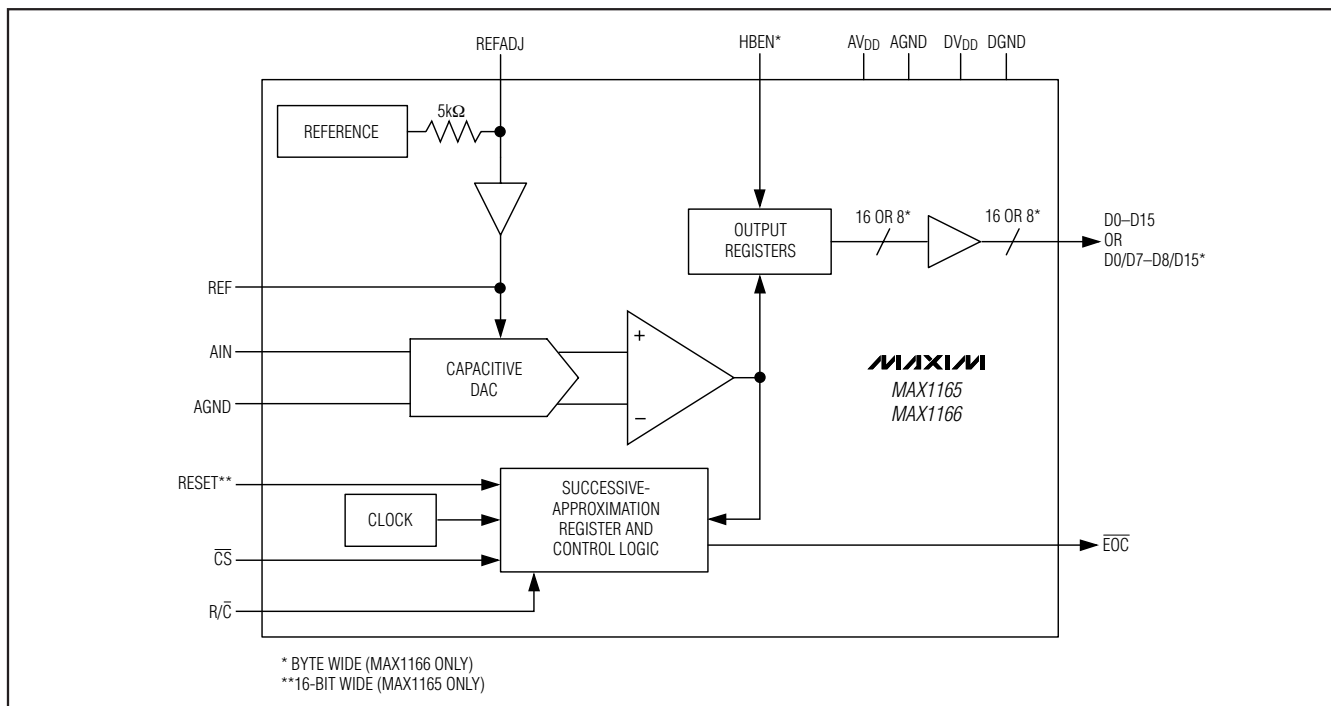 REFADJ
HBEN*
AVDD AGND DVDD DGND
5kΩ
REFERENCE
16 OR 8*
16 OR 8*
OUTPUT
REGISTERS
D0–D15
OR
D0/D7–D8/D15*
REF
AIN
AGND
CAPACITIVE
DAC
+
−
MAXIM
MAX1165
MAX1166
RESET**
CLOCK
SUCCESSIVE-
APPROXIMATION
REGISTER AND
CONTROL LOGIC
C̅S̅
E̅O̅C̅
R/C̅
* BYTE WIDE (MAX1166 ONLY)
**16-BIT WIDE (MAX1165 ONLY)